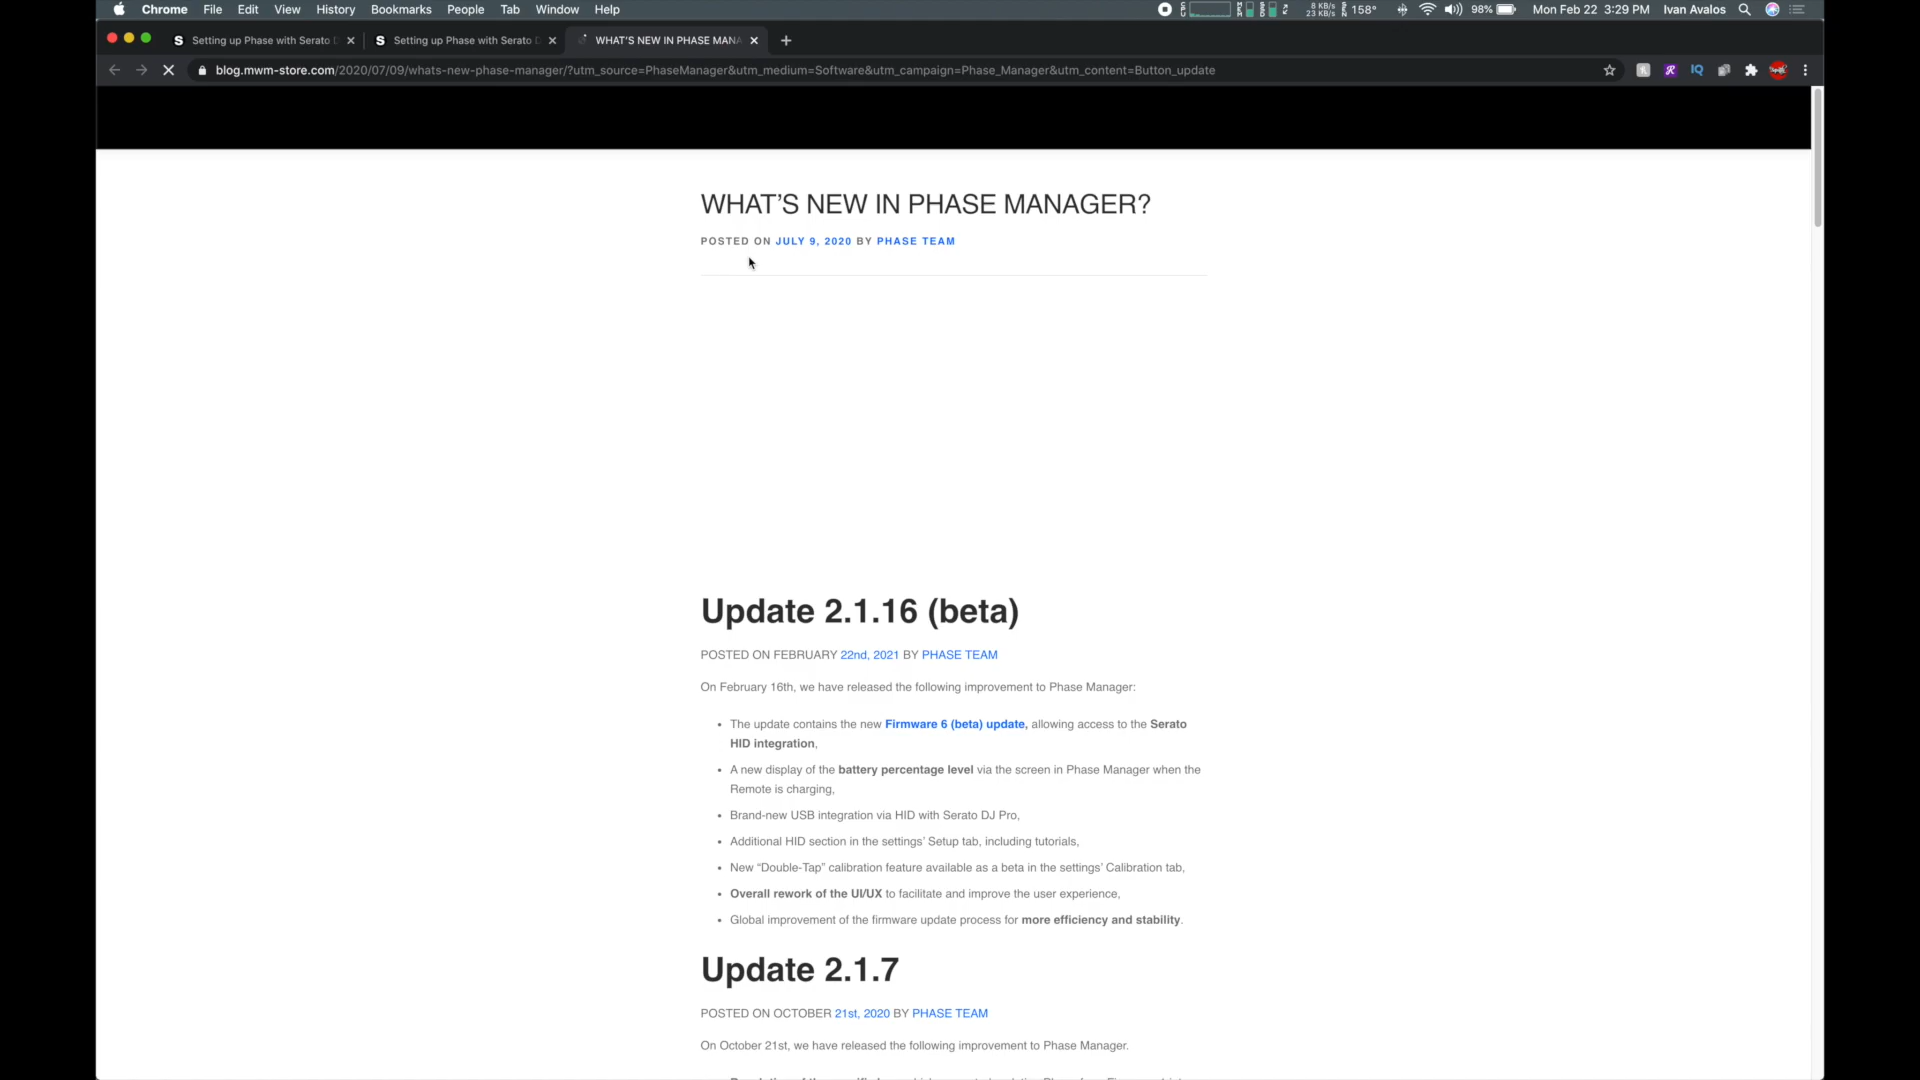 Chrome File Edit View History Bookmarks People Tab Window Help 8 KB/s 23 KB/s 158° 98% Mon Feb 22 3:29 PM Ivan Avalos
Setting up Phase with Serato Setting up Phase with Serato WHAT'S NEW IN PHASE MANA
blog.mwm-store.com/2020/07/09/whats-new-phase-manager/?utm_source=PhaseManager&utm_medium=Software&utm_campaign=Phase_Manager&utm_content=Button_update IQ
WHAT'S NEW IN PHASE MANAGER?
POSTED ON JULY 9, 2020 BY PHASE TEAM
Update 2.1.16 (beta)
POSTED ON FEBRUARY 22nd, 2021 BY PHASE TEAM
On February 16th, we have released the following improvement to Phase Manager:
• The update contains the new Firmware 6 (beta) update, allowing access to the Serato
HID integration,
• A new display of the battery percentage level via the screen in Phase Manager when the
Remote is charging,
• Brand-new USB integration via HID with Serato DJ Pro,
• Additional HID section in the settings' Setup tab, including tutorials,
• New “Double-Tap” calibration feature available as a beta in the settings' Calibration tab,
• Overall rework of the UI/UX to facilitate and improve the user experience,
• Global improvement of the firmware update process for more efficiency and stability.
Update 2.1.7
POSTED ON OCTOBER 21st, 2020 BY PHASE TEAM
On October 21st, we have released the following improvement to Phase Manager.